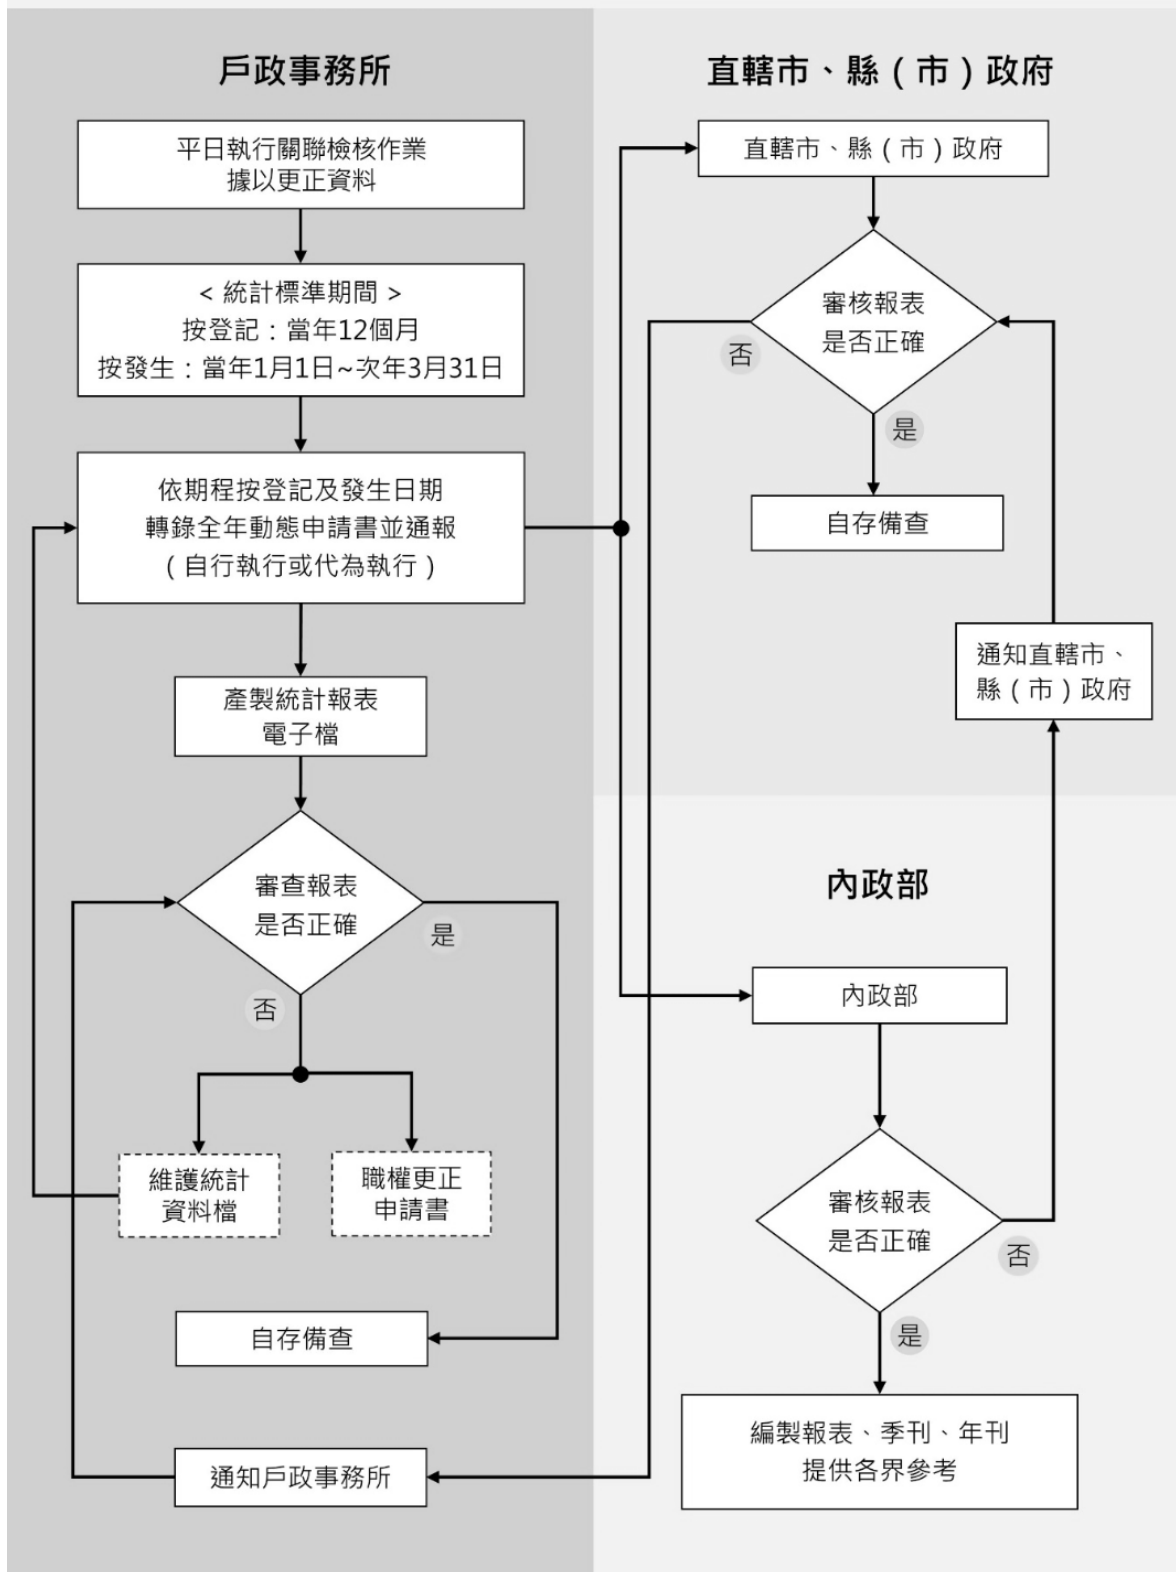 戶政事務所
平日執行關聯檢核作業
據以更正資料
< 統計標準期間 >
按登記：當年12個月
按發生：當年1月1日~次年3月31日
依期程按登記及發生日期
轉錄全年動態申請書並通報
（自行執行或代為執行）
產製統計報表
電子檔
審查報表
是否正確
是
否
維護統計
資料檔
職權更正
申請書
自存備查
通知戶政事務所
直轄市、縣（市）政府
直轄市、縣（市）政府
審核報表
是否正確
否
是
自存備查
通知直轄市、
縣（市）政府
內政部
內政部
審核報表
是否正確
否
是
編製報表、季刊、年刊
提供各界參考